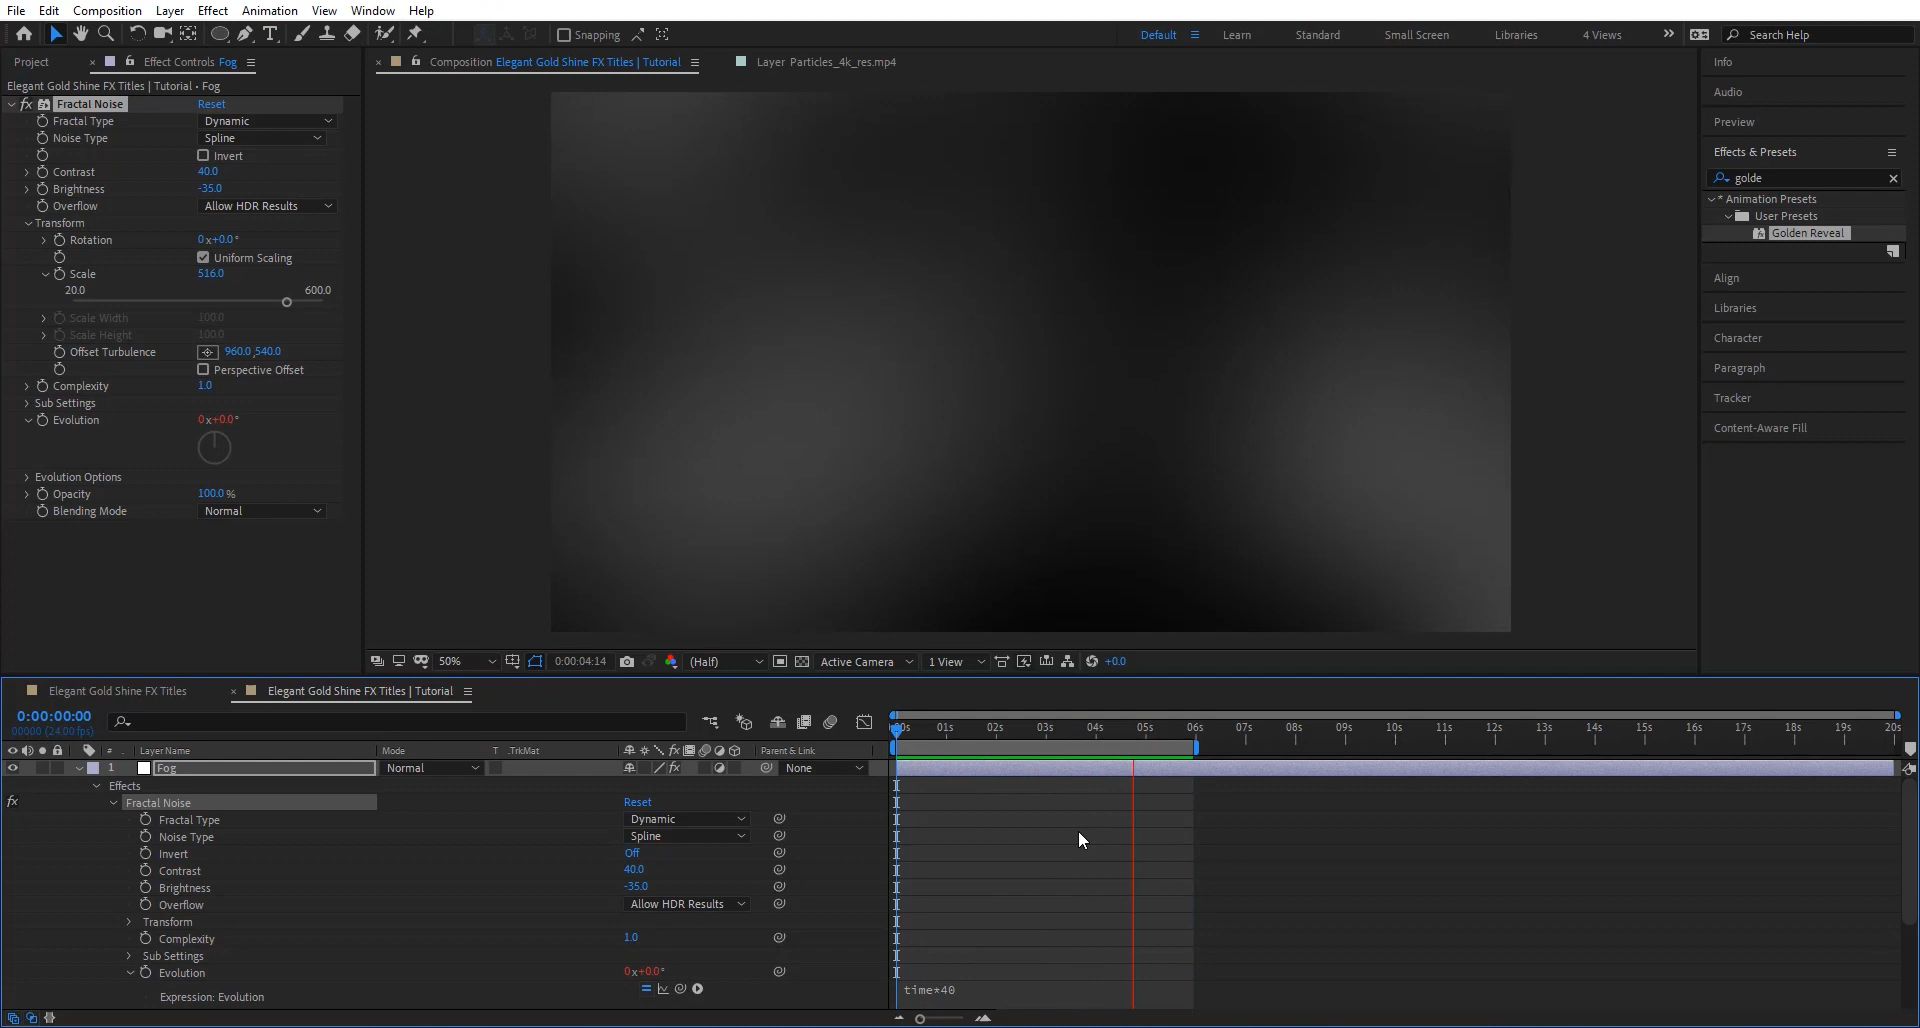 File Edit Composition Layer Effect Animation View Window Help
Snapping
Default Learn Standard Small Screen Libraries 4 Views Search Help
Project × Effect Controls Fog
× Composition Elegant Gold Shine FX Titles | Tutorial Layer Particles_4k_res.mp4
Elegant Gold Shine FX Titles | Tutorial • Fog
fx Fractal Noise Reset
Fractal Type Dynamic
Noise Type Spline
Invert
Contrast 40.0
Brightness -35.0
Overflow Allow HDR Results
Transform
Rotation 0x+0.0°
Uniform Scaling
Scale 516.0
20.0 600.0
Scale Width 100.0
Scale Height 100.0
Offset Turbulence 960.0,540.0
Perspective Offset
Complexity 1.0
Sub Settings
Evolution 0x+0.0°
Evolution Options
Opacity 100.0 %
Blending Mode Normal
50% 0:00:04:14 (Half) Active Camera 1 View +0.0
Info
Audio
Preview
Effects & Presets
golde
* Animation Presets
User Presets
Golden Reveal
Align
Libraries
Character
Paragraph
Tracker
Content-Aware Fill
Elegant Gold Shine FX Titles × Elegant Gold Shine FX Titles | Tutorial
0:00:00:00
00000 (24.00 fps)
00s 01s 02s 03s 04s 05s 06s 07s 08s 09s 10s 11s 12s 13s 14s 15s 16s 17s 18s 19s 20s
# Layer Name Mode T .TrkMat fx Parent & Link
1 Fog Normal fx None
Effects
fx Fractal Noise Reset
Fractal Type Dynamic
Noise Type Spline
Invert Off
Contrast 40.0
Brightness -35.0
Overflow Allow HDR Results
Transform
Complexity 1.0
Sub Settings
Evolution 0x+0.0°
Expression: Evolution time*40